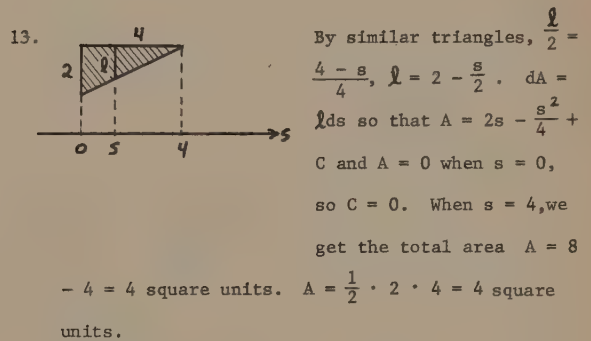 13.
4
2
ℓ
0 s 4
s
By similar triangles, ℓ/2 =
(4 - s)/4, ℓ = 2 - s/2 . dA =
ℓds so that A = 2s - s²/4 +
C and A = 0 when s = 0,
so C = 0. When s = 4,we
get the total area A = 8
- 4 = 4 square units. A = 1/2 · 2 · 4 = 4 square
units.